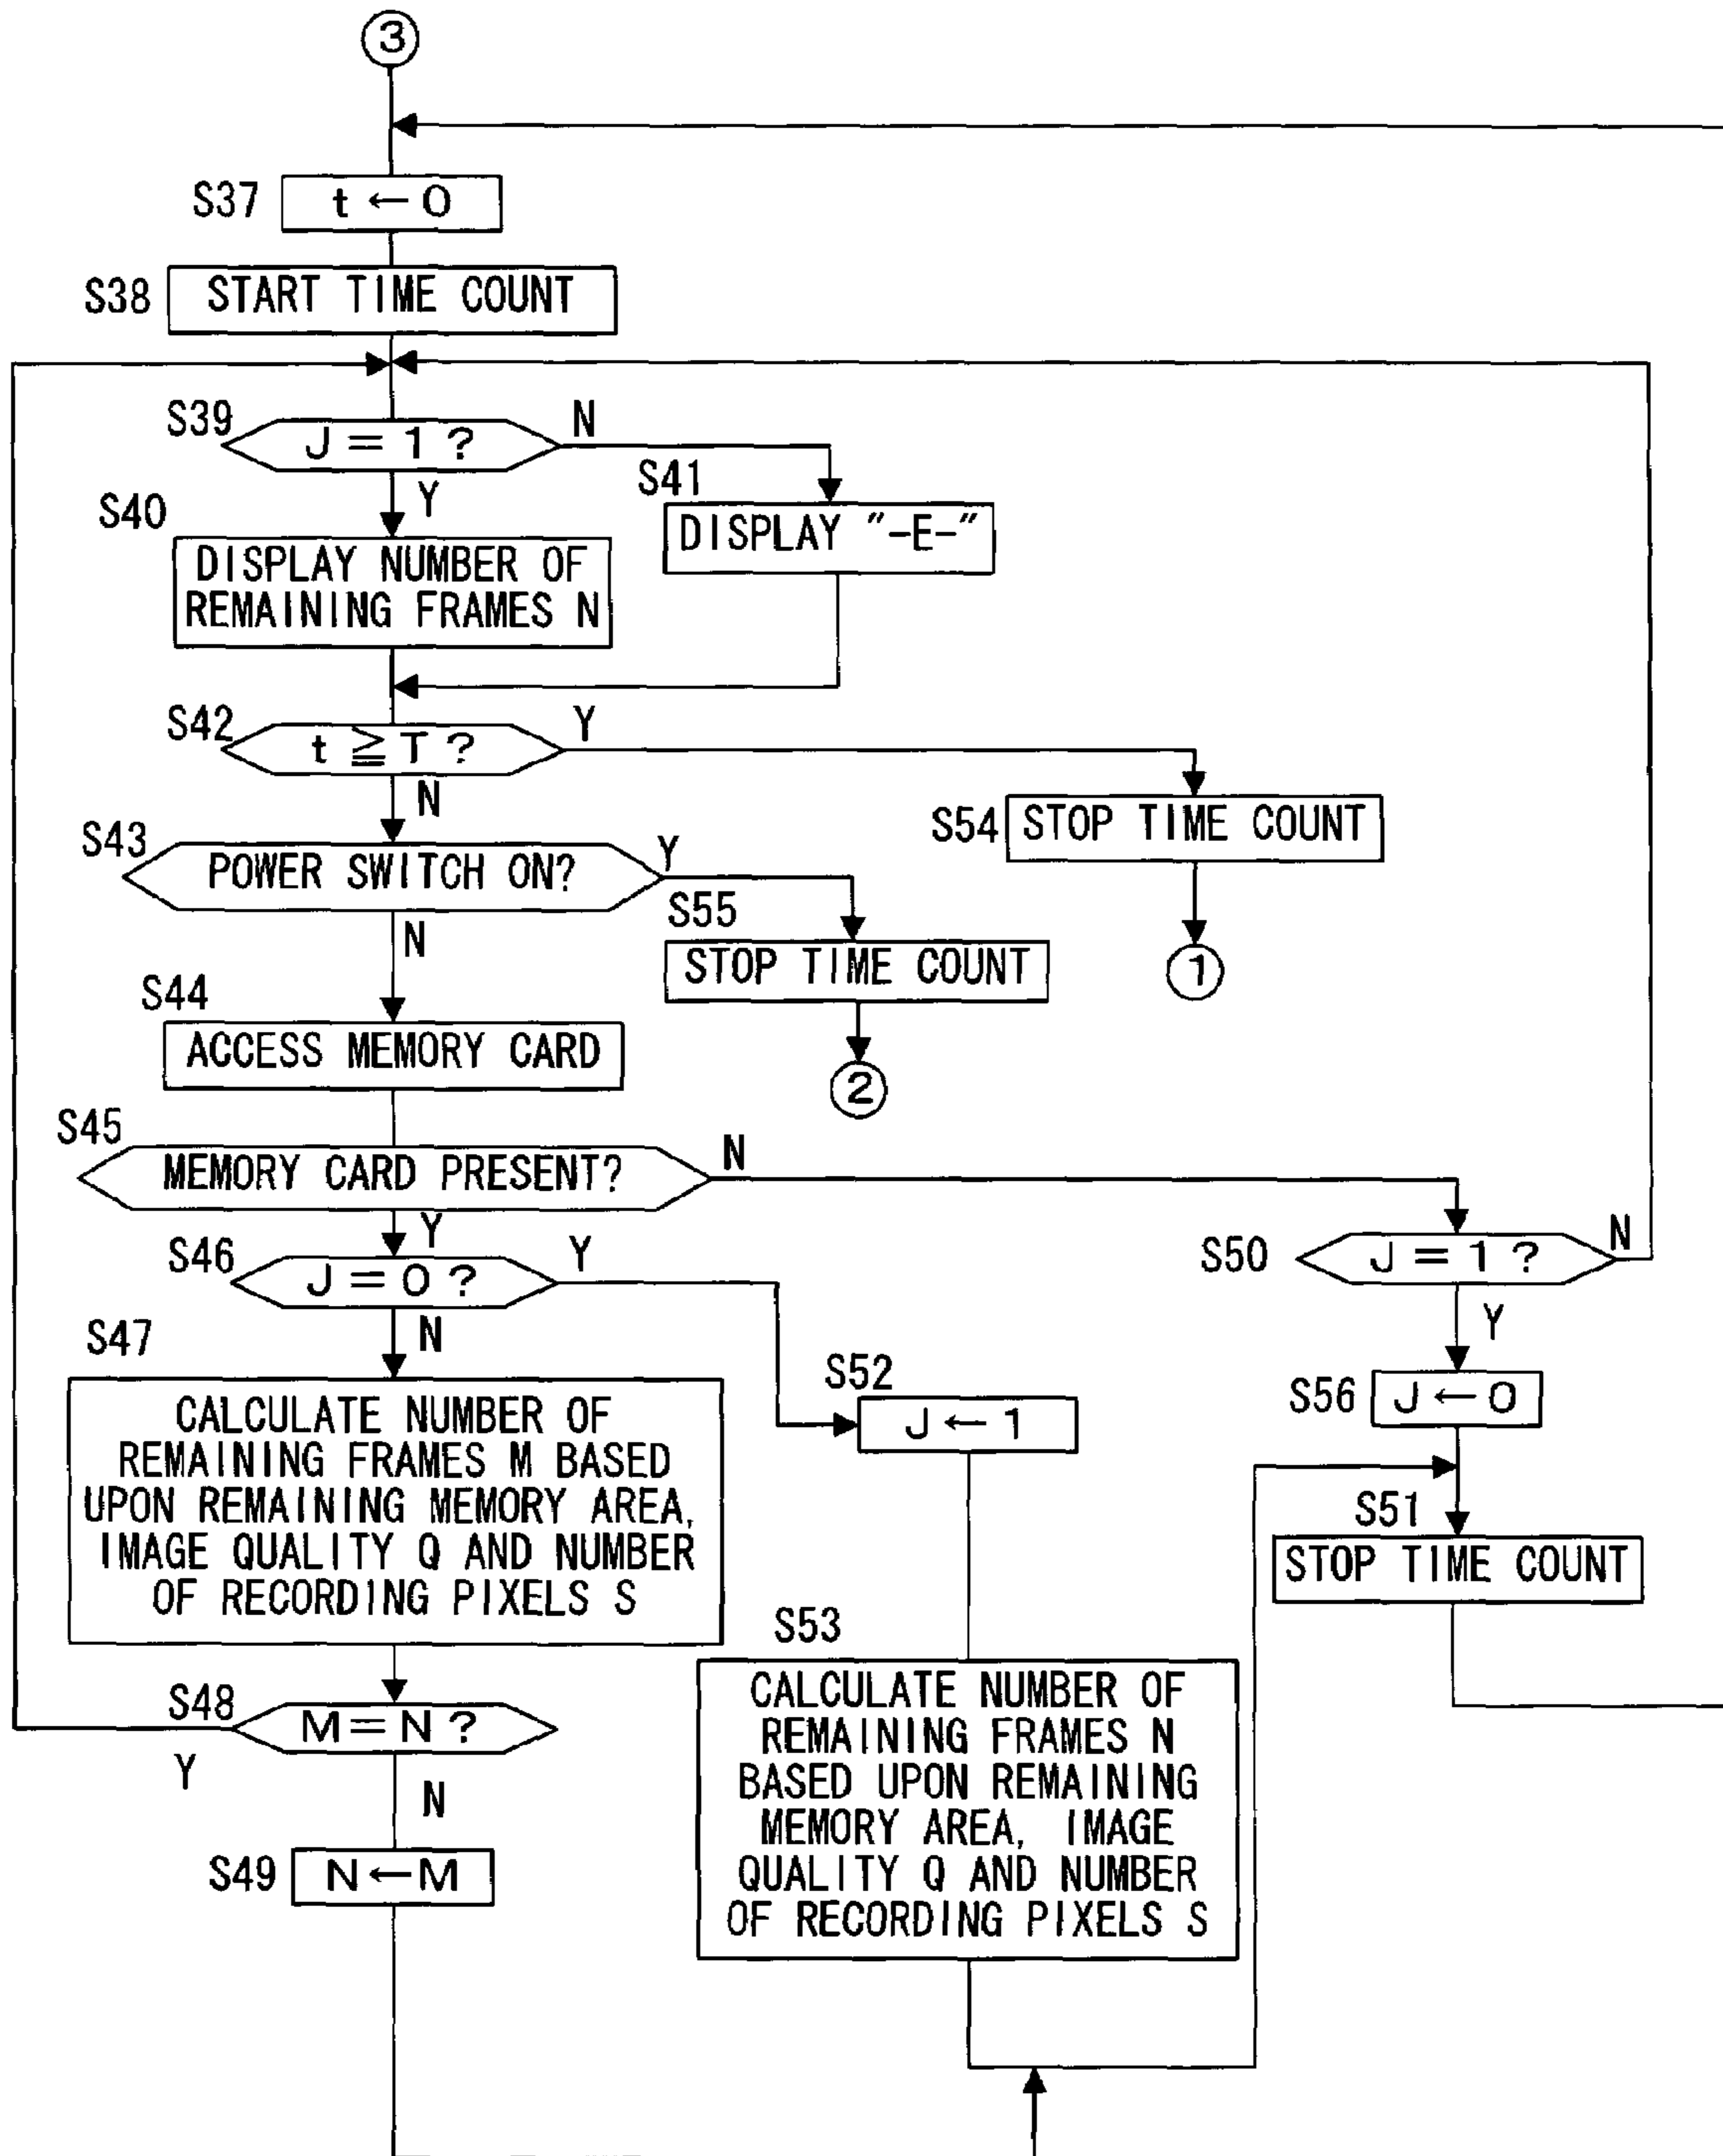 3
S37
t ← 0
S38
START TIME COUNT
S39
J = 1 ?
N
Y
S41
DISPLAY "-E-"
S40
DISPLAY NUMBER OF
REMAINING FRAMES N
S42
t ≧ T ?
Y
N
S54
STOP TIME COUNT
1
S43
POWER SWITCH ON?
Y
N
S55
STOP TIME COUNT
2
S44
ACCESS MEMORY CARD
S45
MEMORY CARD PRESENT?
N
Y
S46
J = 0 ?
Y
N
S50
J = 1 ?
N
Y
S47
CALCULATE NUMBER OF
REMAINING FRAMES M BASED
UPON REMAINING MEMORY AREA,
IMAGE QUALITY Q AND NUMBER
OF RECORDING PIXELS S
S52
J ← 1
S56
J ← 0
S51
STOP TIME COUNT
S53
CALCULATE NUMBER OF
REMAINING FRAMES N
BASED UPON REMAINING
MEMORY AREA, IMAGE
QUALITY Q AND NUMBER
OF RECORDING PIXELS S
S48
M = N ?
Y
N
S49
N ← M